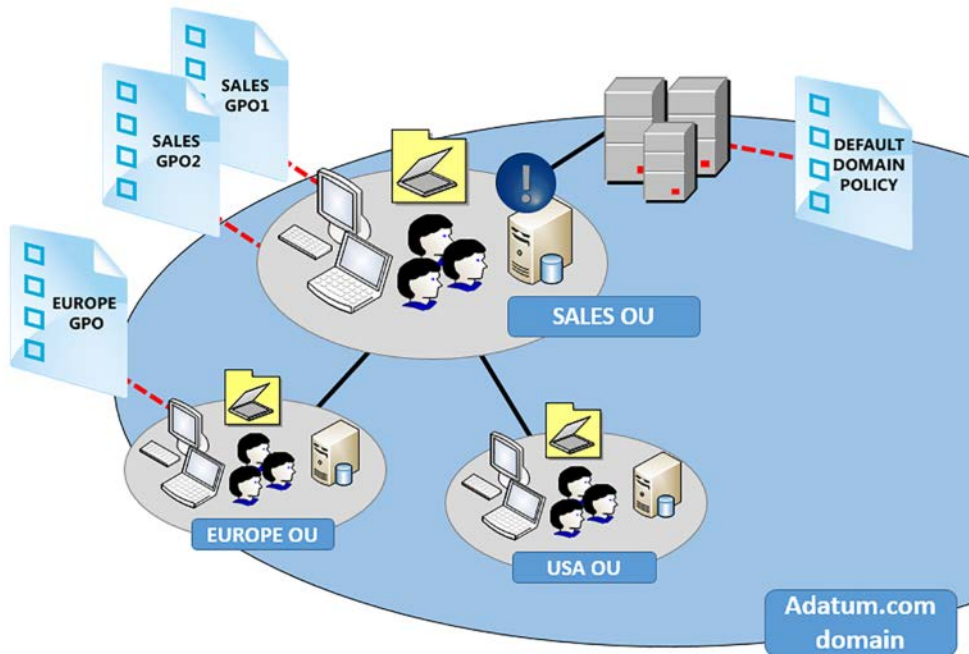 SALES
GPO1
SALES
GPO2
DEFAULT
DOMAIN
POLICY
EUROPE
GPO
!
SALES OU
EUROPE OU
USA OU
Adatum.com
domain